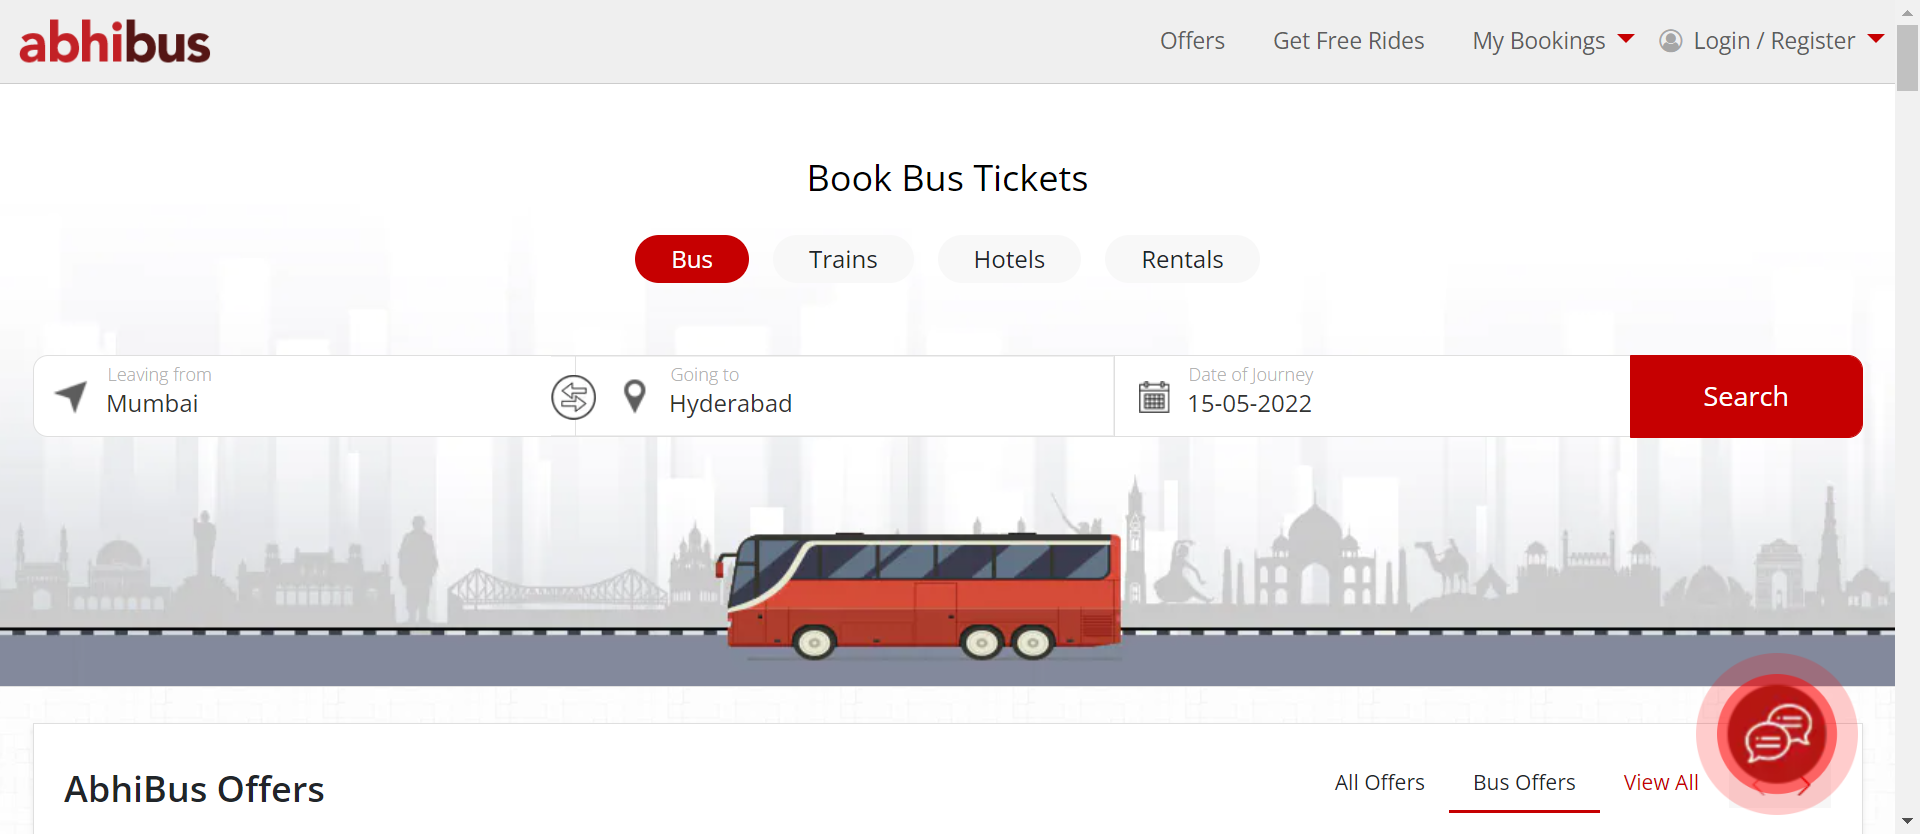 abhibus
Offers Get Free Rides My Bookings Login / Register
Book Bus Tickets
Bus Trains Hotels Rentals
Leaving from Going to Date of Journey
Mumbai Hyderabad 15-05-2022 Search
AbhiBus Offers All Offers Bus Offers View All